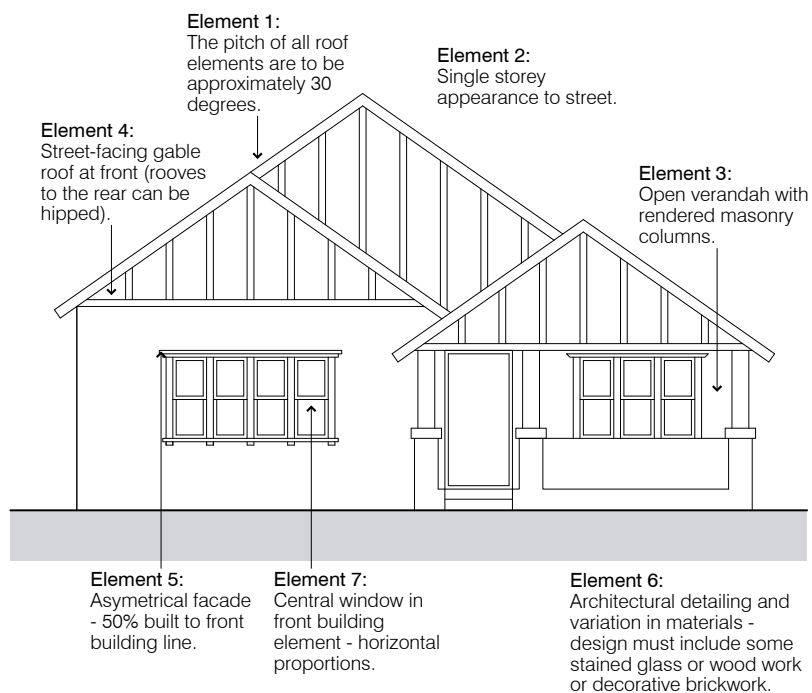 Element 1:
The pitch of all roof
elements are to be
approximately 30
degrees.
Element 2:
Single storey
appearance to street.
Element 4:
Street-facing gable
roof at front (rooves
to the rear can be
hipped).
Element 3:
Open verandah with
rendered masonry
columns.
Element 5:
Asymetrical facade
- 50% built to front
building line.
Element 7:
Central window in
front building
element - horizontal
proportions.
Element 6:
Architectural detailing and
variation in materials -
design must include some
stained glass or wood work
or decorative brickwork.